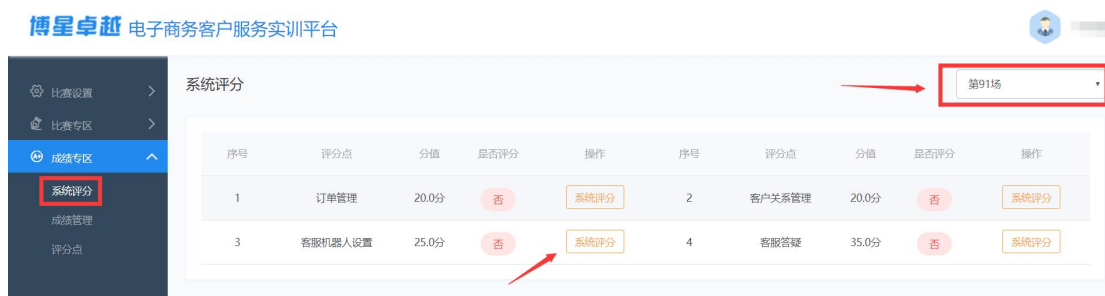 博星卓越 电子商务客户服务实训平台
比赛设置
比赛专区
成绩专区
系统评分
成绩管理
评分点
系统评分
第91场
序号 评分点 分值 是否评分 操作 序号 评分点 分值 是否评分 操作
1 订单管理 20.0分 否 系统评分 2 客户关系管理 20.0分 否 系统评分
3 客服机器人设置 25.0分 否 系统评分 4 客服答疑 35.0分 否 系统评分